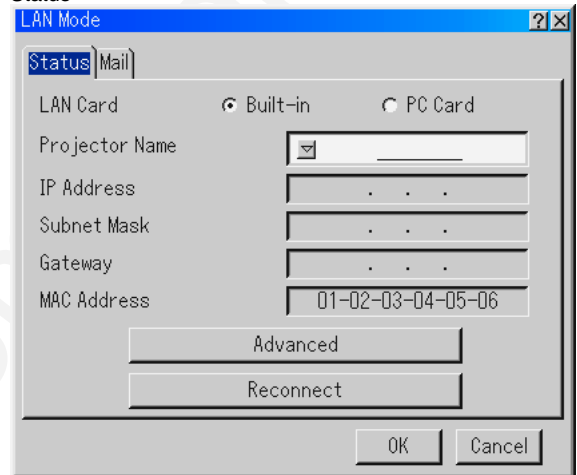 Status
LAN Mode ? ×
Status Mail
LAN Card Built-in PC Card
Projector Name
IP Address . . .
Subnet Mask . . .
Gateway . . .
MAC Address 01-02-03-04-05-06
Advanced
Reconnect
OK Cancel